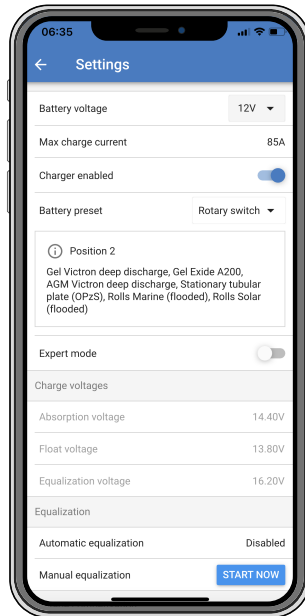 06:35
Settings
Battery voltage 12V
Max charge current 85A
Charger enabled
Battery preset Rotary switch
Position 2
Gel Victron deep discharge, Gel Exide A200,
AGM Victron deep discharge, Stationary tubular
plate (OPzS), Rolls Marine (flooded), Rolls Solar
(flooded)
Expert mode
Charge voltages
Absorption voltage 14.40V
Float voltage 13.80V
Equalization voltage 16.20V
Equalization
Automatic equalization Disabled
Manual equalization START NOW